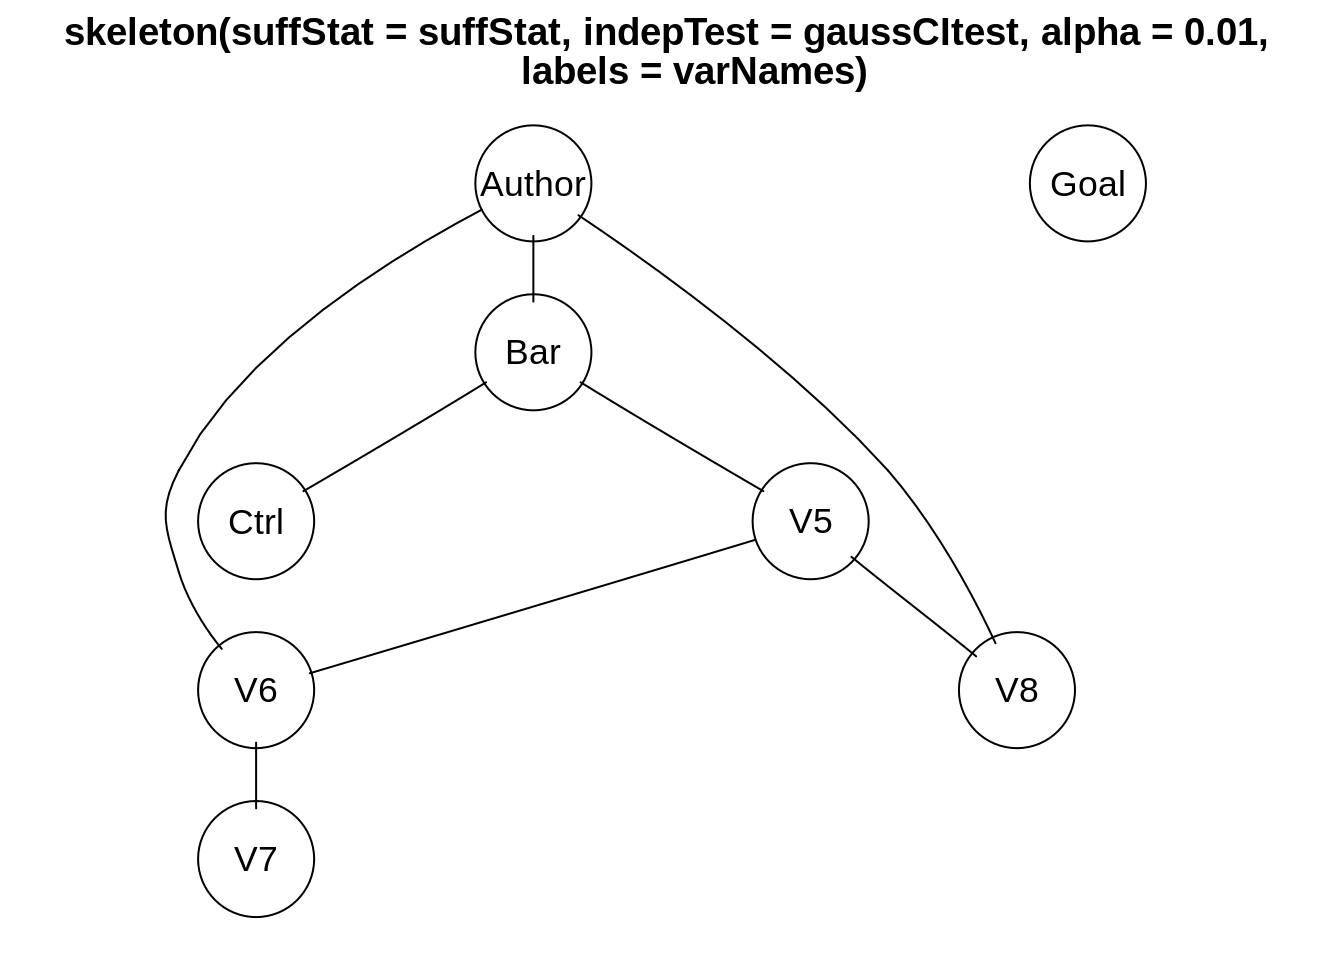 skeleton(suffStat = suffStat, indepTest = gaussCItest, alpha = 0.01,
labels = varNames)
Author
Goal
Bar
Ctrl
V5
V6
V8
V7